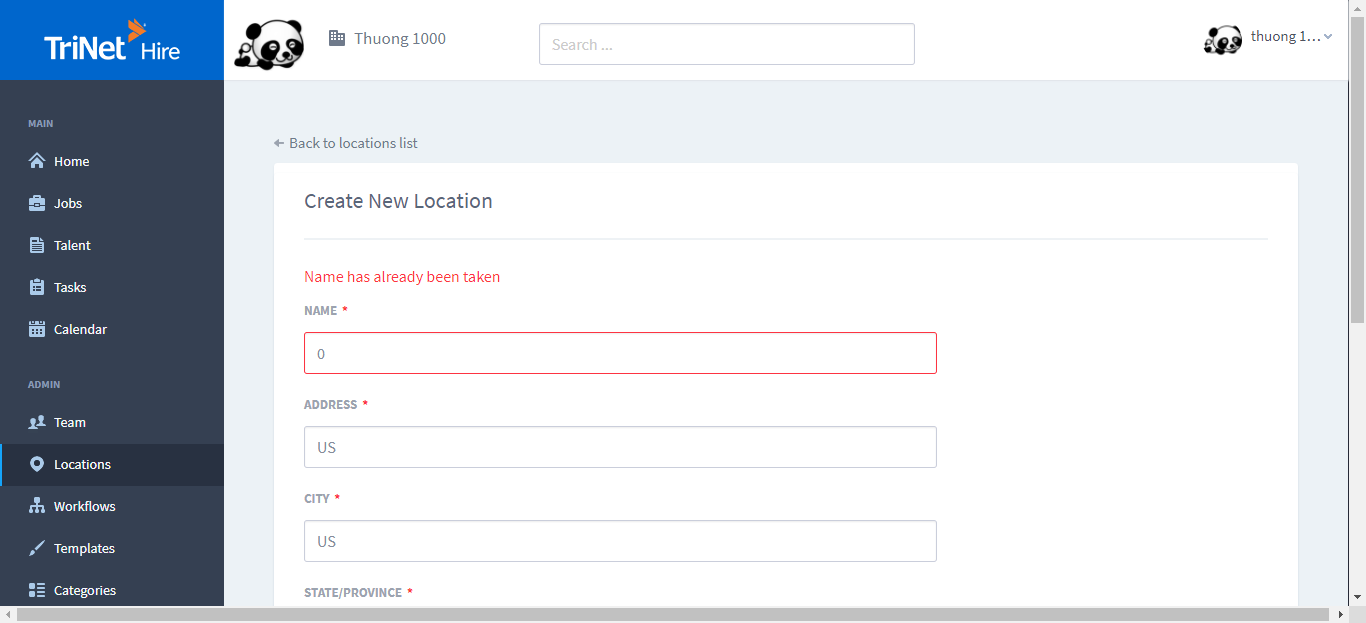 TriNet Hire
Thuong 1000
Search ...
thuong 1...
MAIN
Home
Jobs
Talent
Tasks
Calendar
ADMIN
Team
Locations
Workflows
Templates
Categories
Back to locations list
Create New Location
Name has already been taken
NAME *
0
ADDRESS *
US
CITY *
US
STATE/PROVINCE *